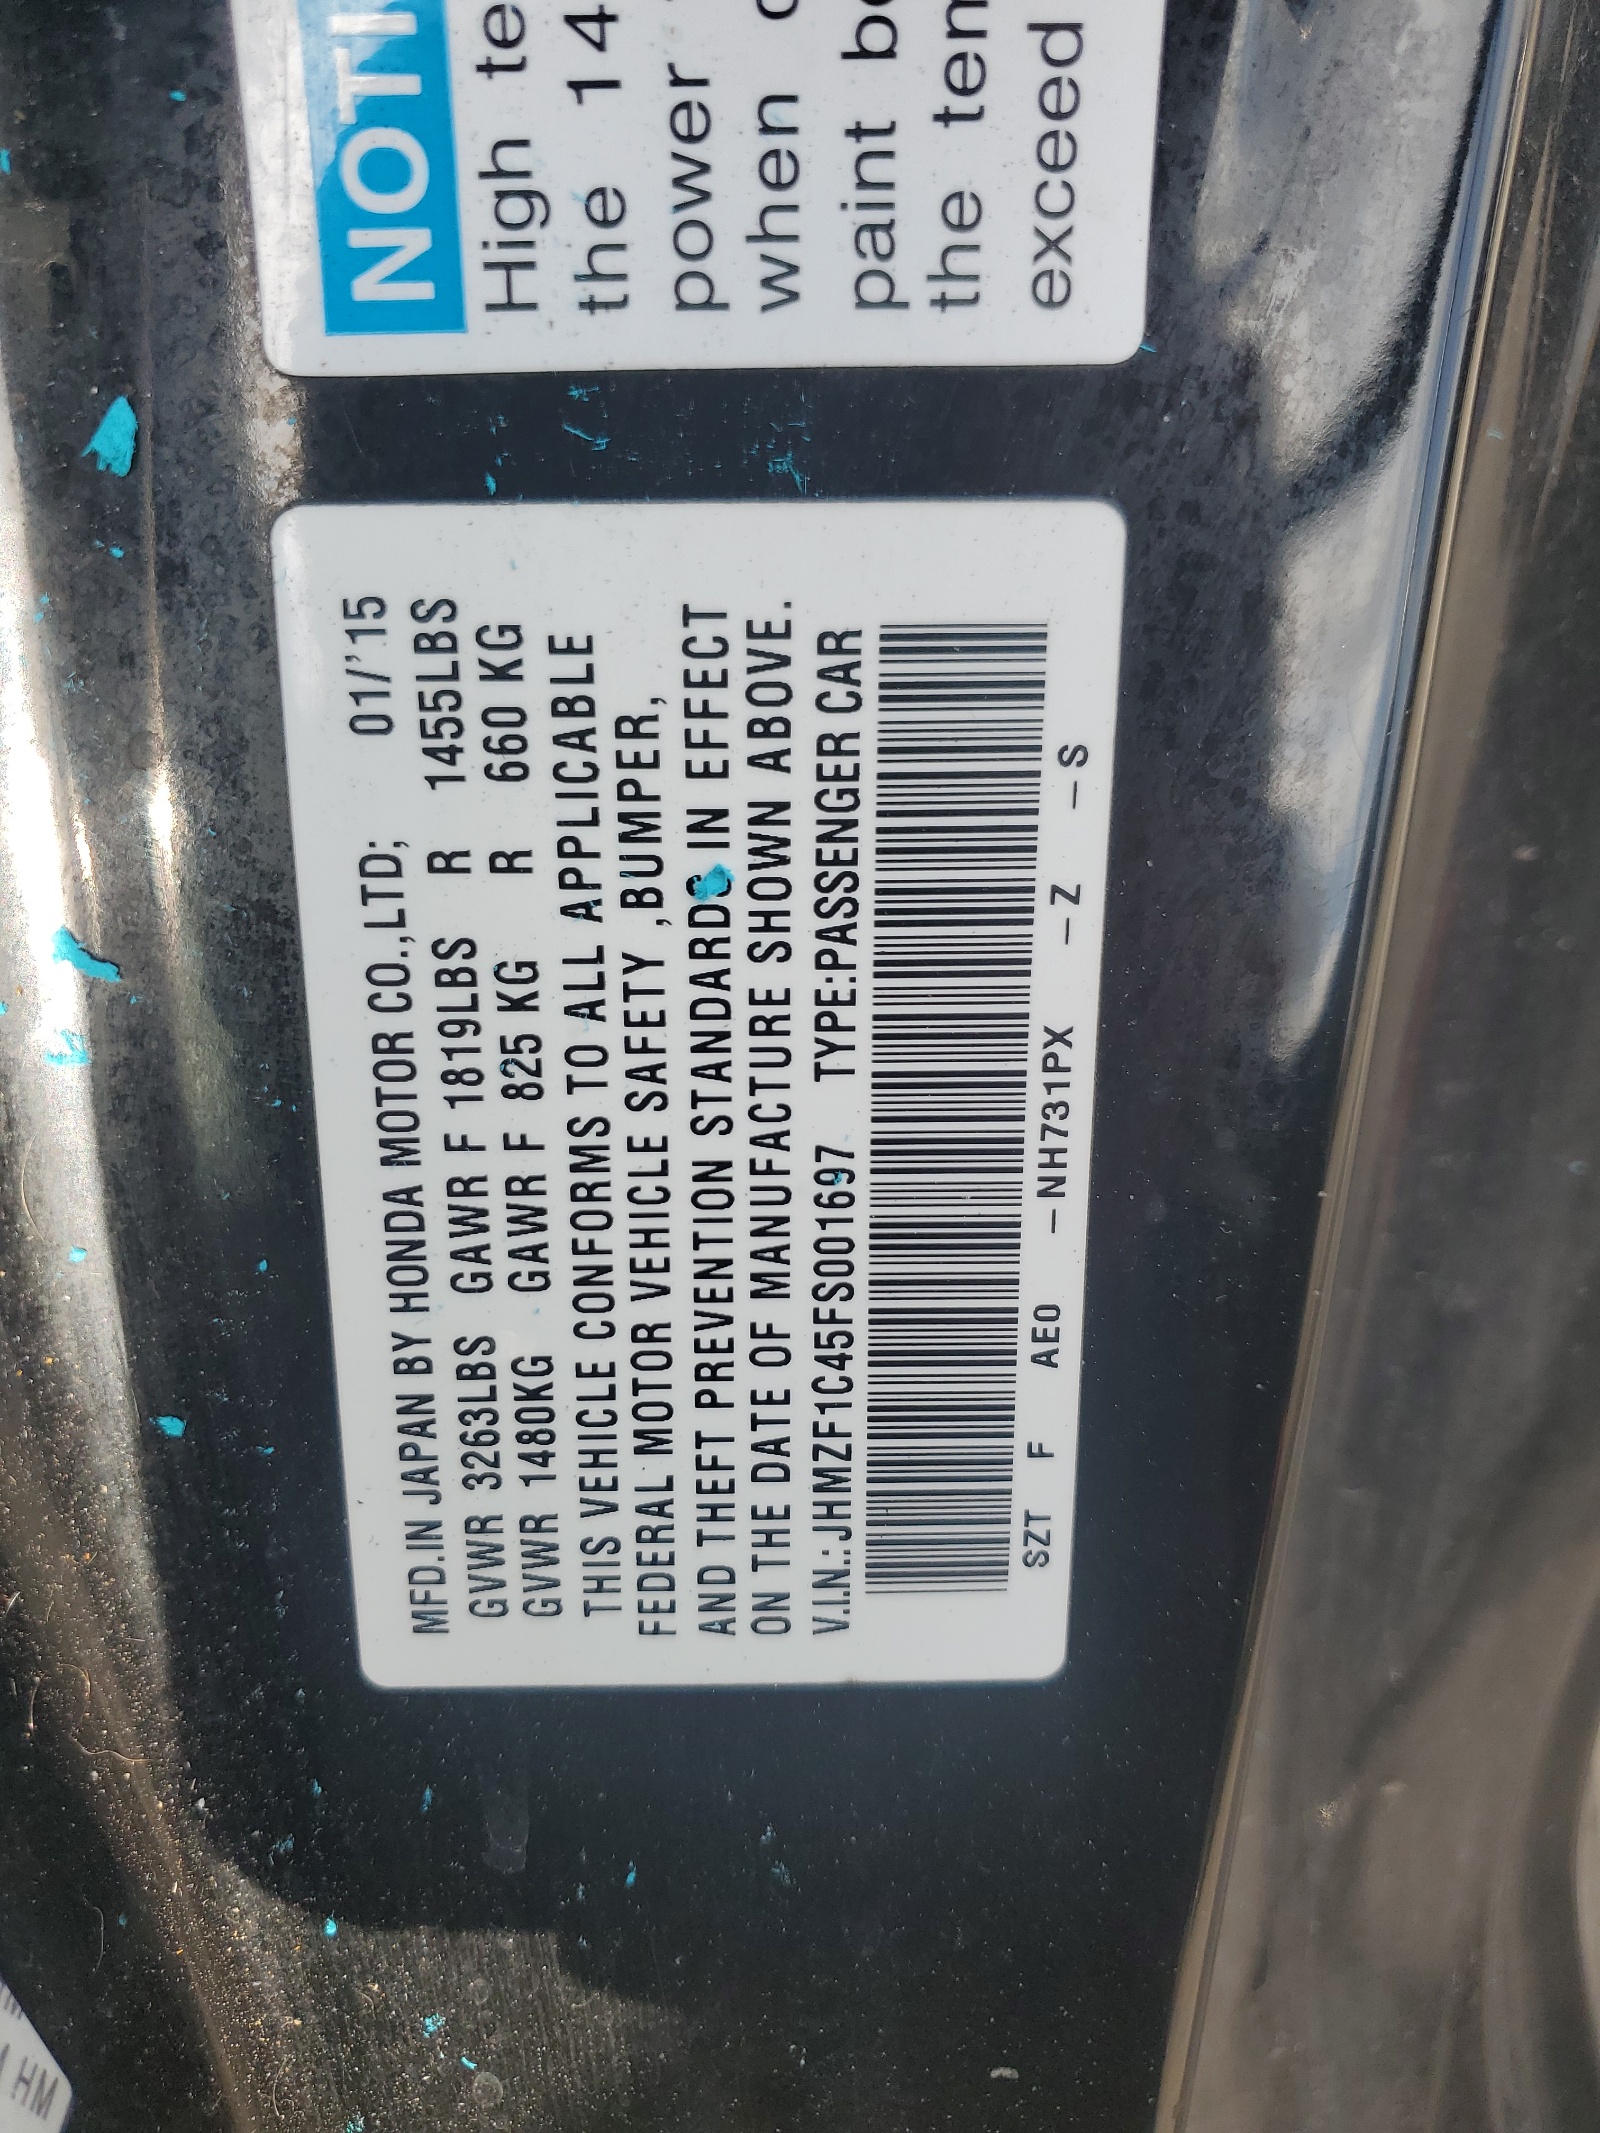 NOTI
High te
the 14
power
when
paint
the tem
exceed
MFD.IN JAPAN BY HONDA MOTOR CO.,LTD; 01/'15
GVWR 3263LBS GAWR F 1819LBS R 1455LBS
GVWR 1480KG GAWR F 825 KG R 660 KG
THIS VEHICLE CONFORMS TO ALL APPLICABLE
FEDERAL MOTOR VEHICLE SAFETY ,BUMPER,
AND THEFT PREVENTION STANDARDS IN EFFECT
ON THE DATE OF MANUFACTURE SHOWN ABOVE.
V.I.N.:JHMZF1C45FS001697 TYPE:PASSENGER CAR
SZT F AE0 –NH731PX –Z –S
HM